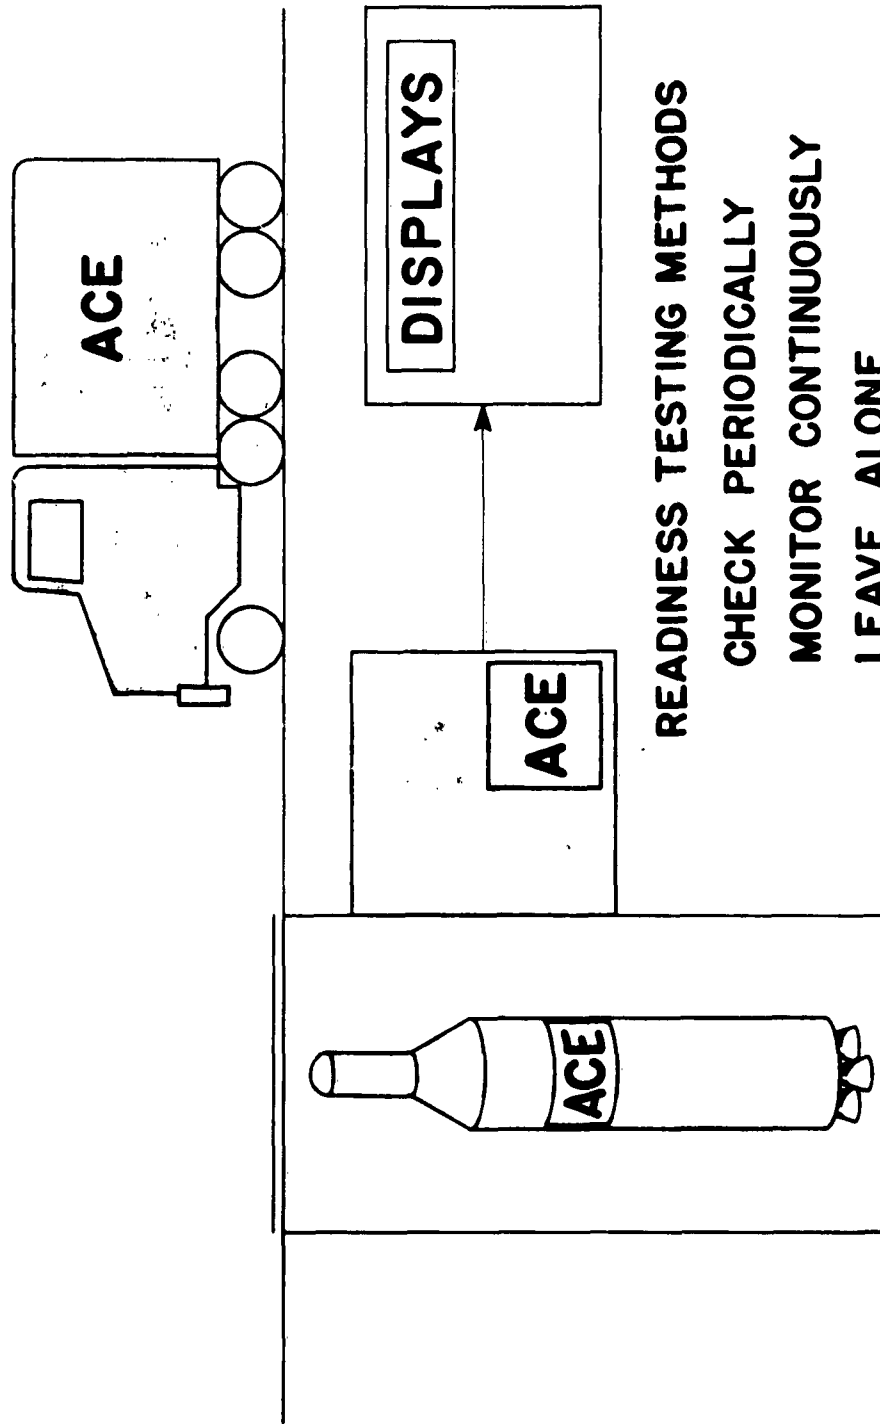 ACE
DISPLAYS
ACE
ACE
READINESS TESTING METHODS
CHECK PERIODICALLY
MONITOR CONTINUOUSLY
LEAVE ALONE